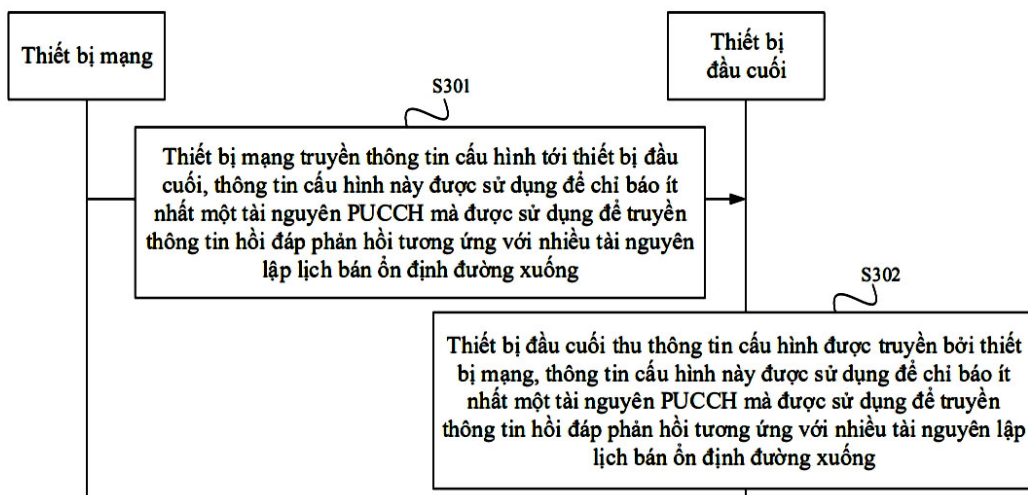 Thiết bị mạng
Thiết bị
đầu cuối
S301
Thiết bị mạng truyền thông tin cấu hình tới thiết bị đầu
cuối, thông tin cấu hình này được sử dụng để chỉ báo ít
nhất một tài nguyên PUCCH mà được sử dụng để truyền
thông tin hồi đáp phản hồi tương ứng với nhiều tài nguyên
lập lịch bán ổn định đường xuống
S302
Thiết bị đầu cuối thu thông tin cấu hình được truyền bởi thiết
bị mạng, thông tin cấu hình này được sử dụng để chỉ báo ít
nhất một tài nguyên PUCCH mà được sử dụng để truyền
thông tin hồi đáp phản hồi tương ứng với nhiều tài nguyên lập
lịch bán ổn định đường xuống